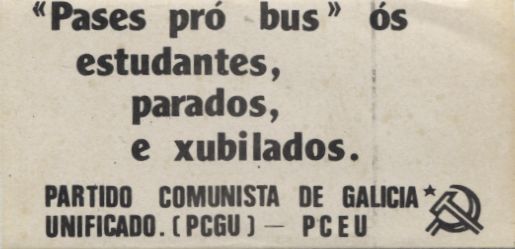 “Pases pró bus” ós
estudantes,
parados,
e xubilados.
PARTIDO COMUNISTA DE GALICIA
UNIFICADO. (PCGU) — PCEU